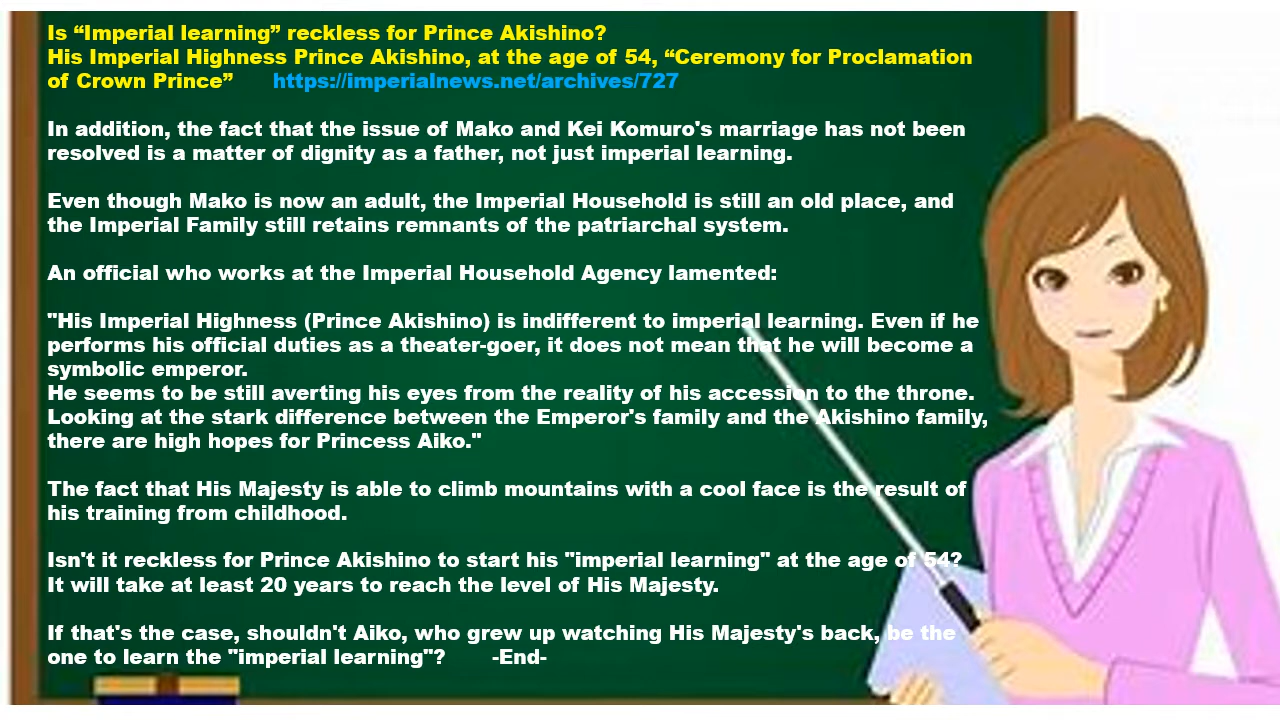 Is “Imperial learning” reckless for Prince Akishino?
His Imperial Highness Prince Akishino, at the age of 54, “Ceremony for Proclamation
of Crown Prince” https://imperialnews.net/archives/727
In addition, the fact that the issue of Mako and Kei Komuro's marriage has not been
resolved is a matter of dignity as a father, not just imperial learning.
Even though Mako is now an adult, the Imperial Household is still an old place, and
the Imperial Family still retains remnants of the patriarchal system.
An official who works at the Imperial Household Agency lamented:
"His Imperial Highness (Prince Akishino) is indifferent to imperial learning. Even if he
performs his official duties as a theater-goer, it does not mean that he will become a
symbolic emperor.
He seems to be still averting his eyes from the reality of his accession to the throne.
Looking at the stark difference between the Emperor's family and the Akishino family,
there are high hopes for Princess Aiko."
The fact that His Majesty is able to climb mountains with a cool face is the result of
his training from childhood.
Isn't it reckless for Prince Akishino to start his "imperial learning" at the age of 54?
It will take at least 20 years to reach the level of His Majesty.
If that's the case, shouldn't Aiko, who grew up watching His Majesty's back, be the
one to learn the "imperial learning"? -End-